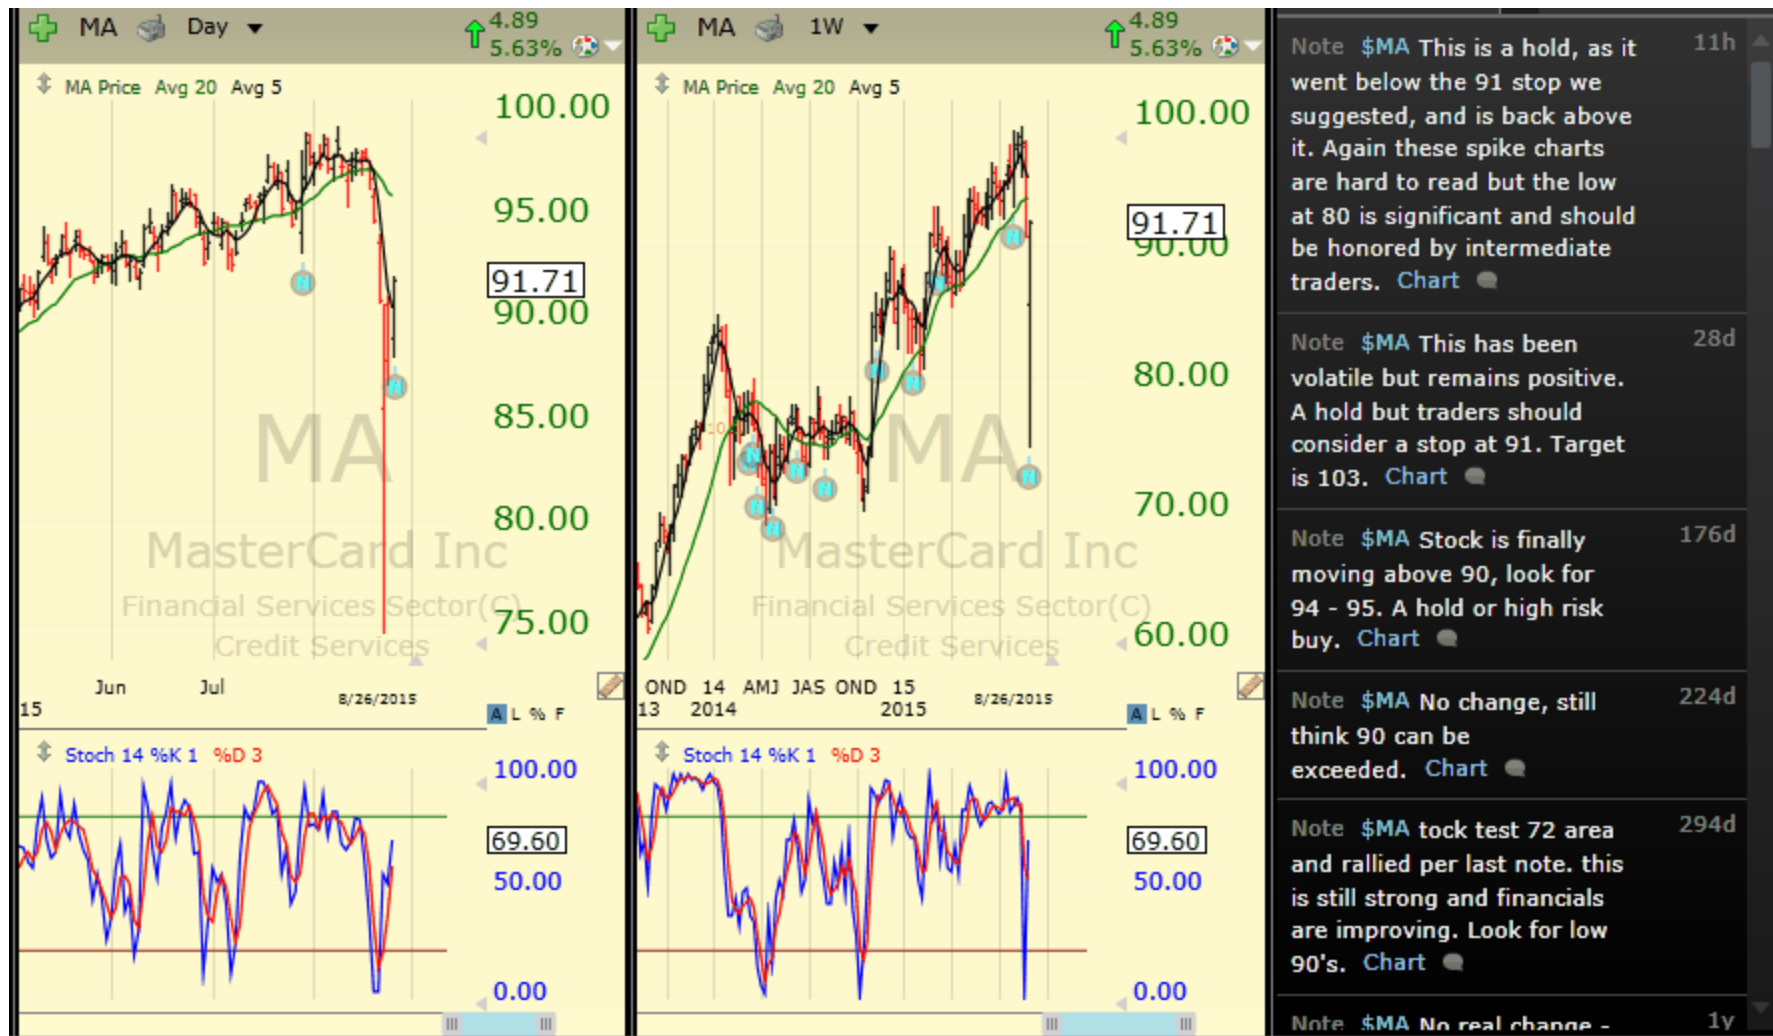 MA Day 4.89
5.63%
MA Price Avg 20 Avg 5
100.00
95.00
91.71
90.00
85.00
80.00
75.00
MA
MasterCard Inc
Financial Services Sector(C)
Credit Services
Jun Jul 8/26/2015
15
A L % F
Stoch 14 %K 1 %D 3
100.00
69.60
50.00
0.00
N
N
MA 1W 4.89
5.63%
MA Price Avg 20 Avg 5
100.00
91.71
90.00
80.00
70.00
60.00
MA
MasterCard Inc
Financial Services Sector(C)
Credit Services
OND 14 AMJ JAS OND 15 8/26/2015
13 2014 2015
A L % F
Stoch 14 %K 1 %D 3
100.00
69.60
50.00
0.00
N
N
N
N
N
N
N
N
N
N
Note $MA This is a hold, as it 11h
went below the 91 stop we
suggested, and is back above
it. Again these spike charts
are hard to read but the low
at 80 is significant and should
be honored by intermediate
traders. Chart
Note $MA This has been 28d
volatile but remains positive.
A hold but traders should
consider a stop at 91. Target
is 103. Chart
Note $MA Stock is finally 176d
moving above 90, look for
94 - 95. A hold or high risk
buy. Chart
Note $MA No change, still 224d
think 90 can be
exceeded. Chart
Note $MA tock test 72 area 294d
and rallied per last note. this
is still strong and financials
are improving. Look for low
90's. Chart
Note $MA No real change - 1y